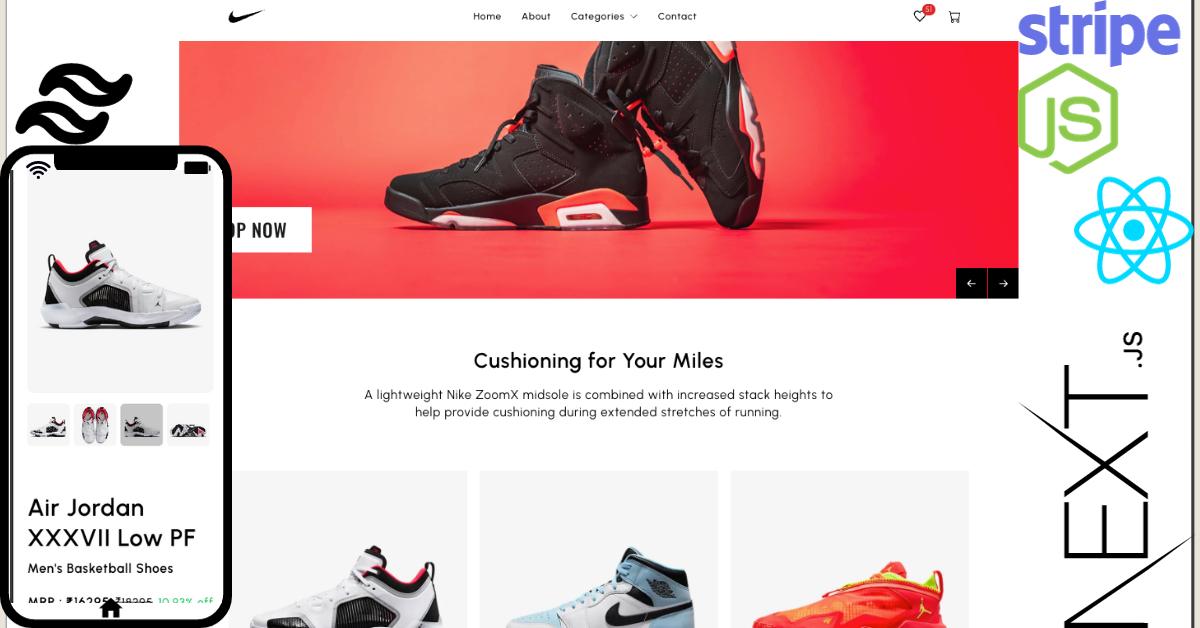 Home About Categories Contact
51
stripe
JS
OP NOW
Cushioning for Your Miles
A lightweight Nike ZoomX midsole is combined with increased stack heights to
help provide cushioning during extended stretches of running.
NEXT.JS
Air Jordan
XXXVII Low PF
Men's Basketball Shoes
MRP : ₹16295 ₹18295 10.93% off